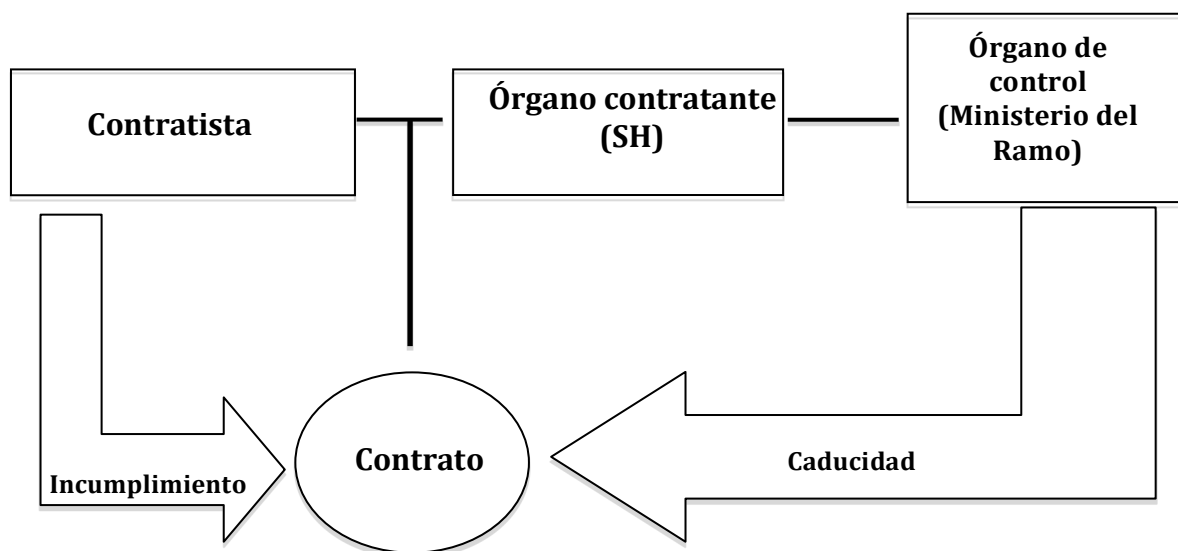 Contratista
Órgano contratante
(SH)
Órgano de
control
(Ministerio del
Ramo)
Incumplimiento
Contrato
Caducidad